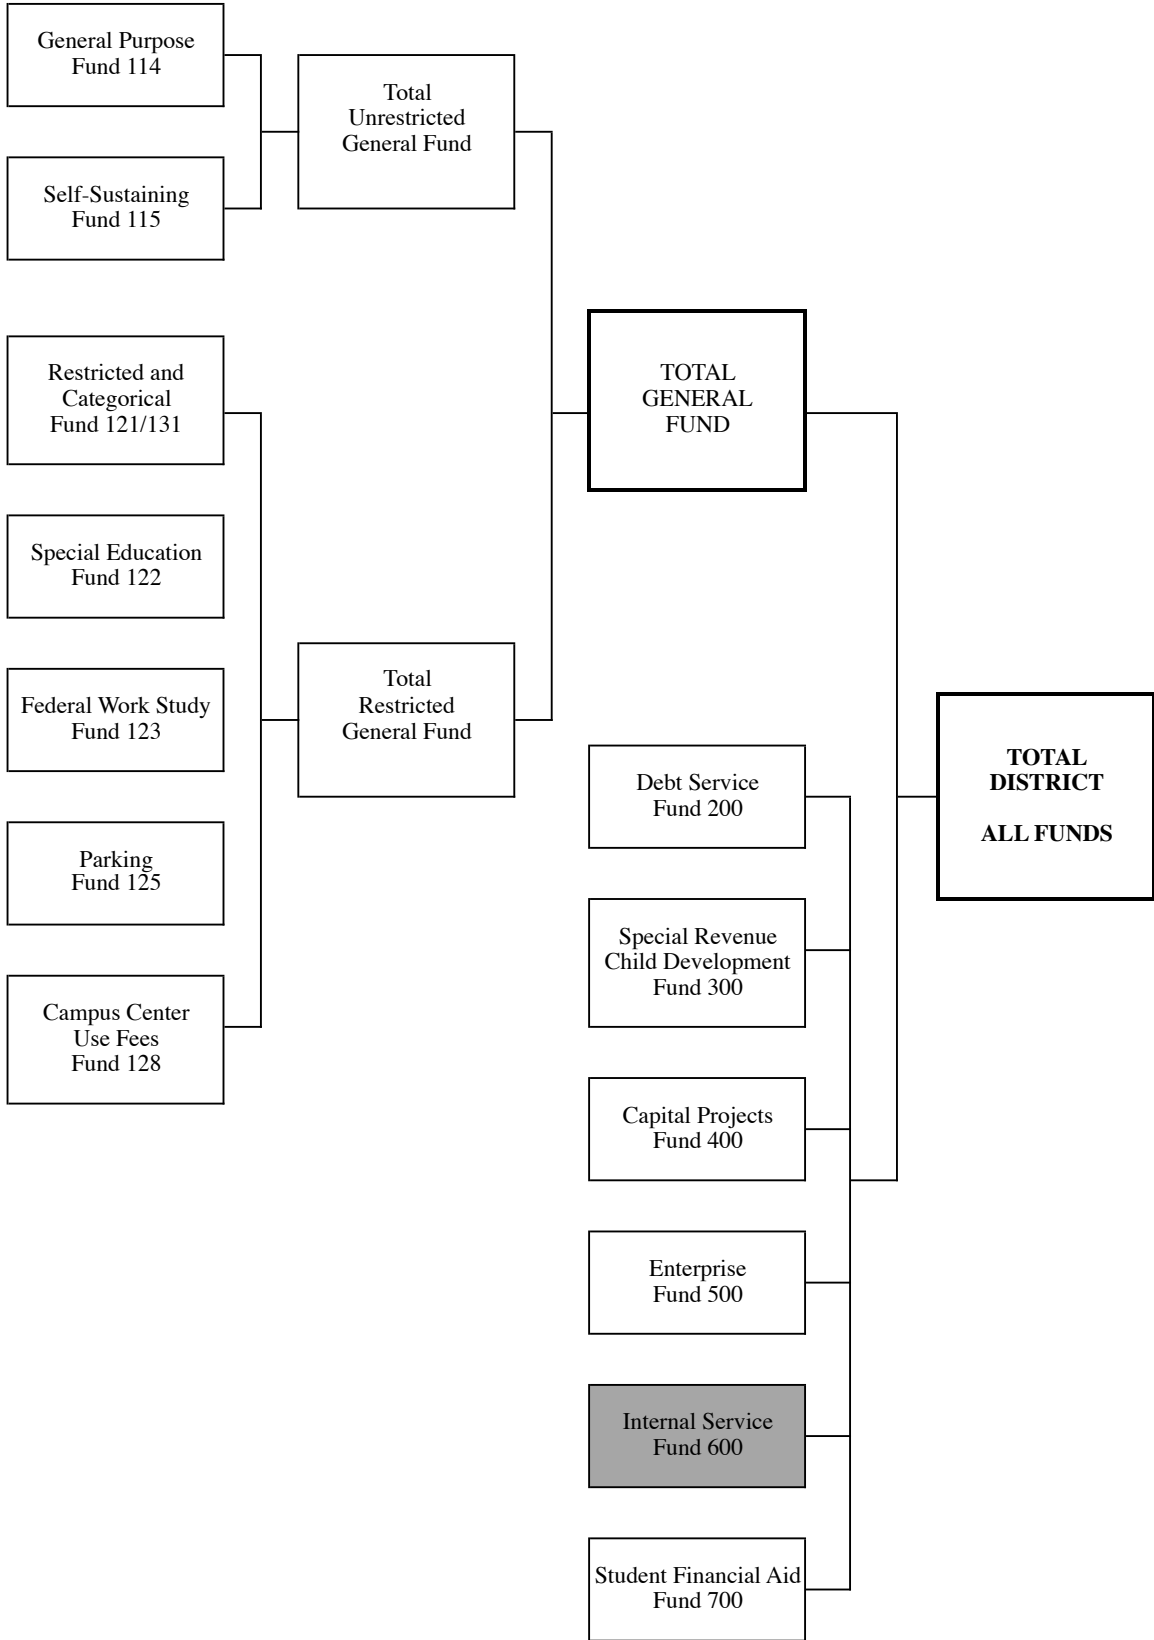 General Purpose
Fund 114
Self-Sustaining
Fund 115
Restricted and
Categorical
Fund 121/131
Special Education
Fund 122
Federal Work Study
Fund 123
Parking
Fund 125
Campus Center
Use Fees
Fund 128
Total
Unrestricted
General Fund
Total
Restricted
General Fund
TOTAL
GENERAL
FUND
Debt Service
Fund 200
Special Revenue
Child Development
Fund 300
Capital Projects
Fund 400
Enterprise
Fund 500
Internal Service
Fund 600
Student Financial Aid
Fund 700
TOTAL
DISTRICT
ALL FUNDS